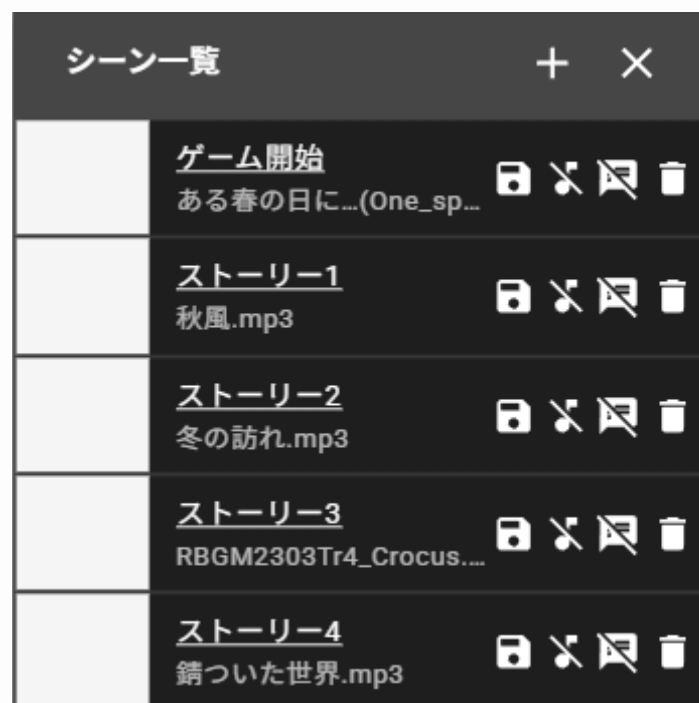 シーン一覧
ゲーム開始
ある春の日に…(One_sp…
ストーリー1
秋風.mp3
ストーリー2
冬の訪れ.mp3
ストーリー3
RBGM2303Tr4_Crocus.…
ストーリー4
錆ついた世界.mp3